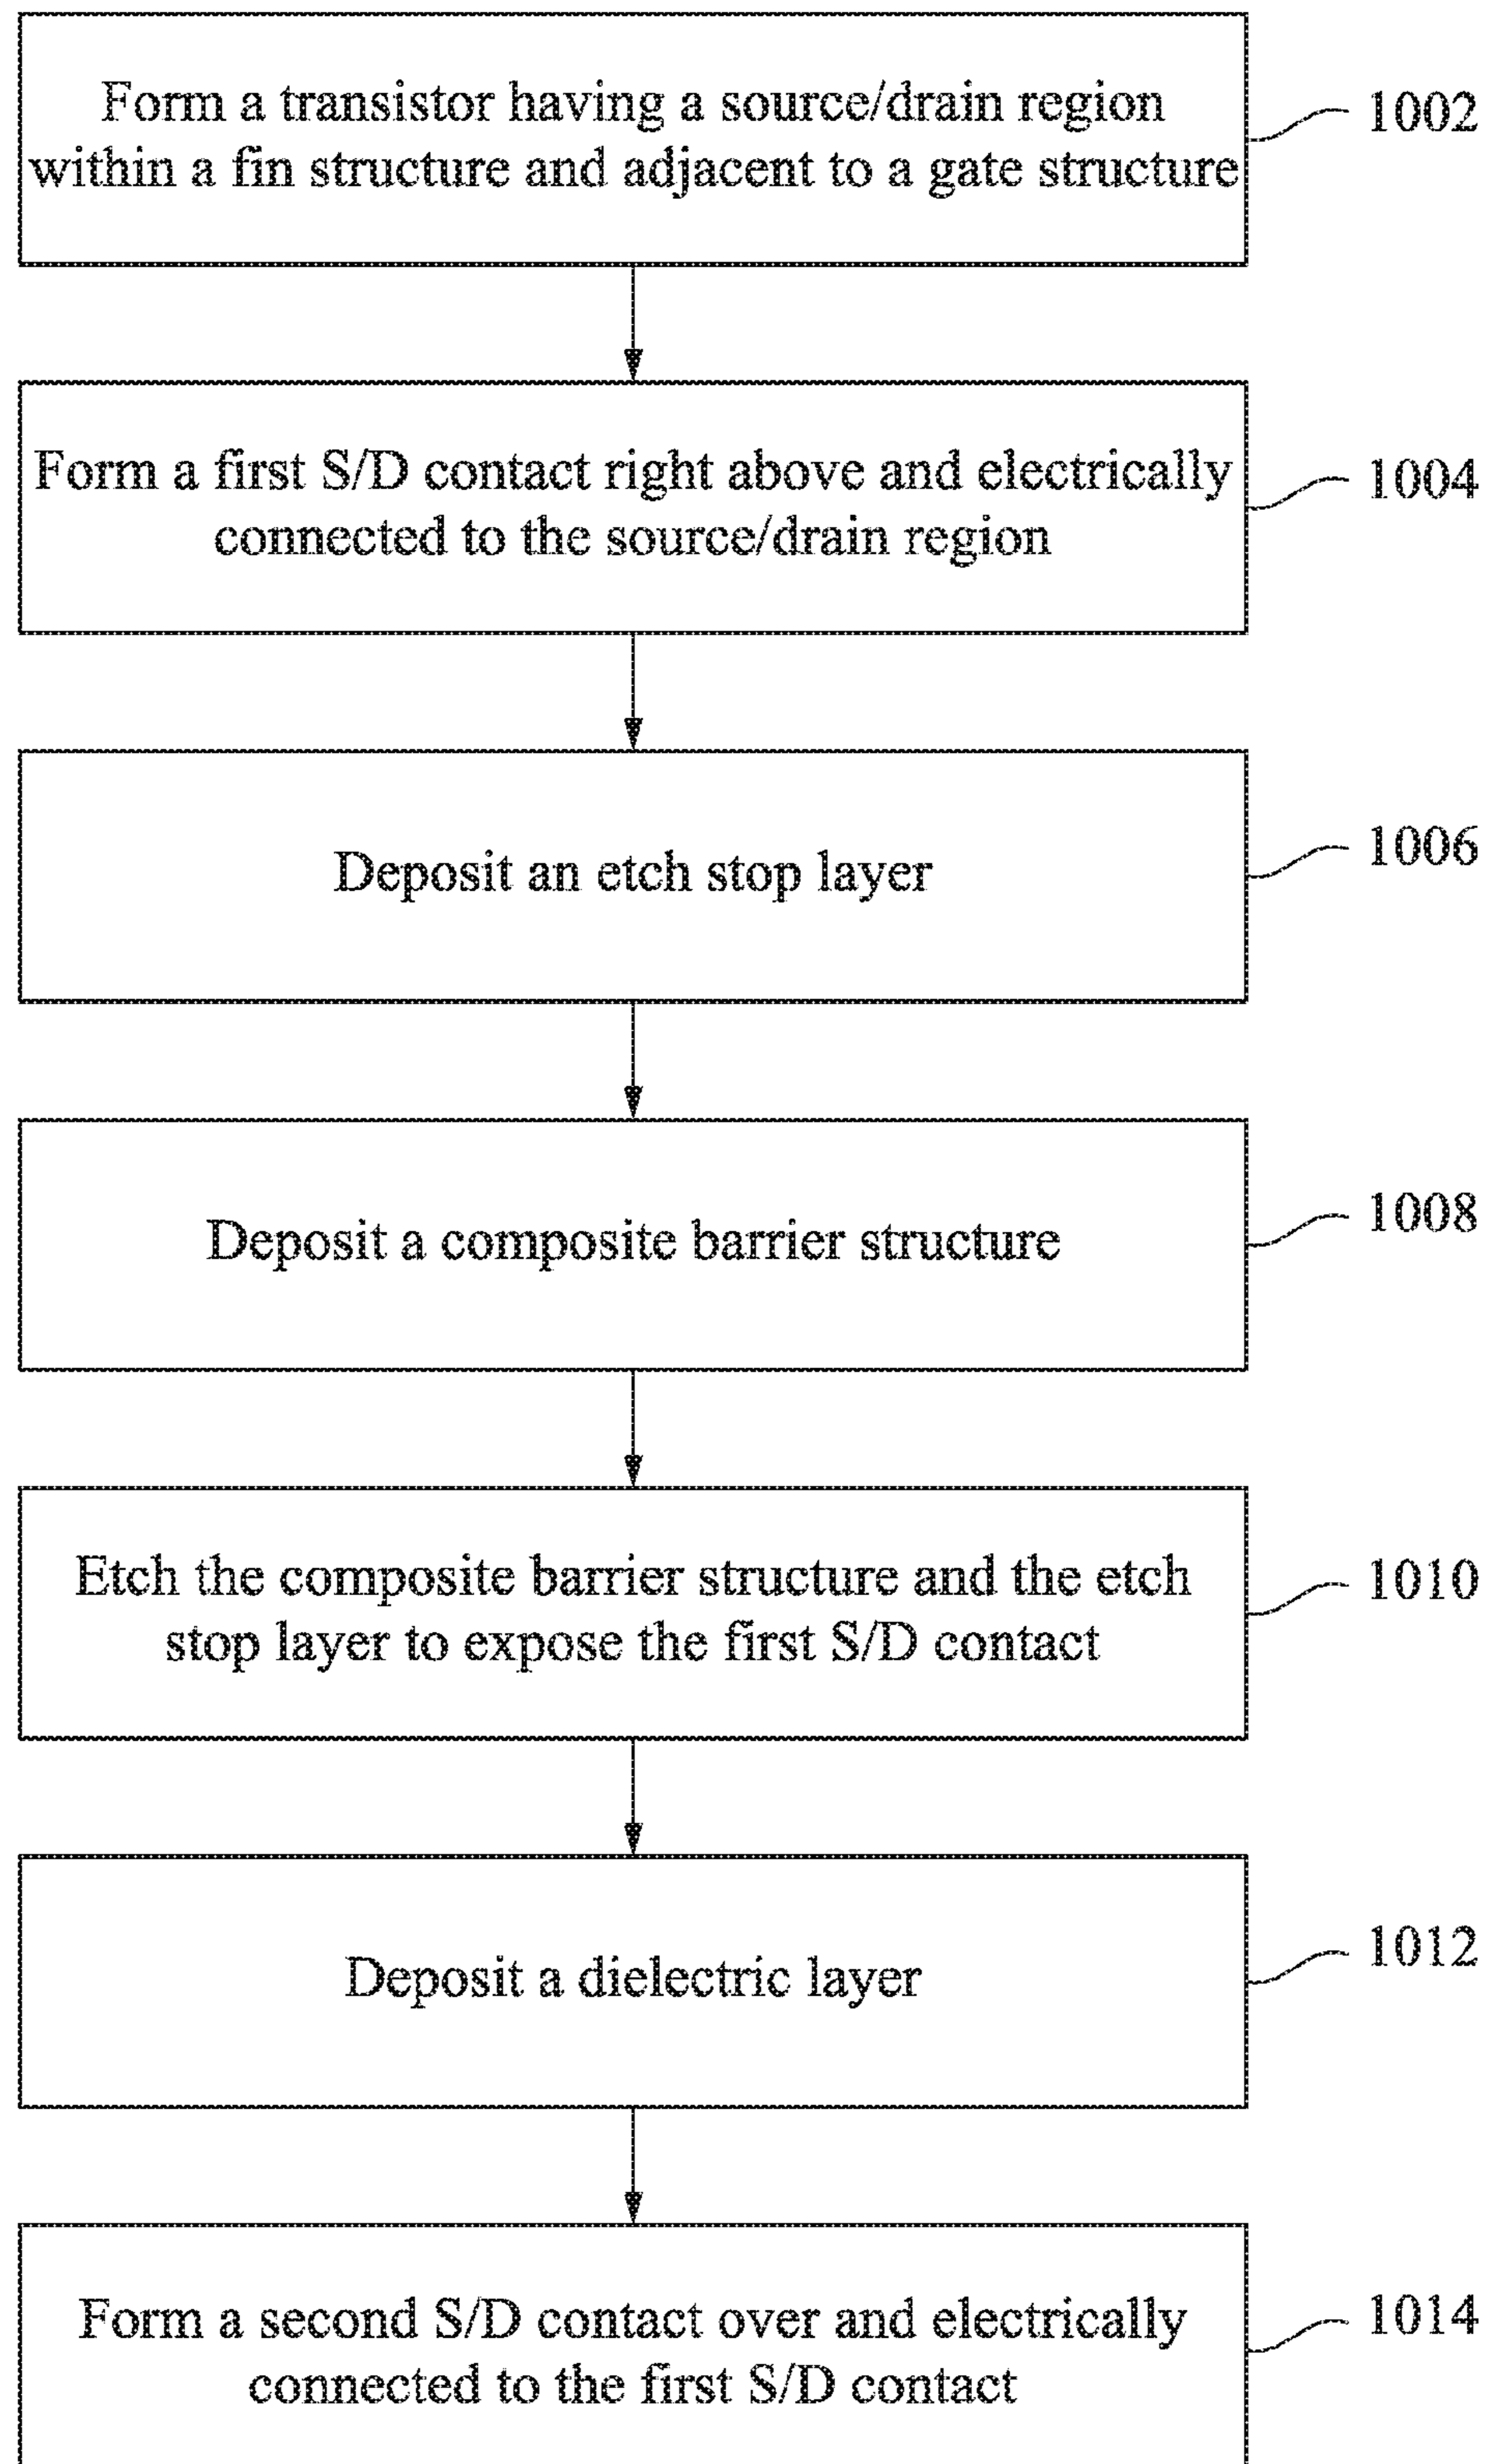 Form a transistor having a source/drain region
within a fin structure and adjacent to a gate structure
1002
Form a first S/D contact right above and electrically
connected to the source/drain region
1004
Deposit an etch stop layer
1006
Deposit a composite barrier structure
1008
Etch the composite barrier structure and the etch
stop layer to expose the first S/D contact
1010
Deposit a dielectric layer
1012
Form a second S/D contact over and electrically
connected to the first S/D contact
1014